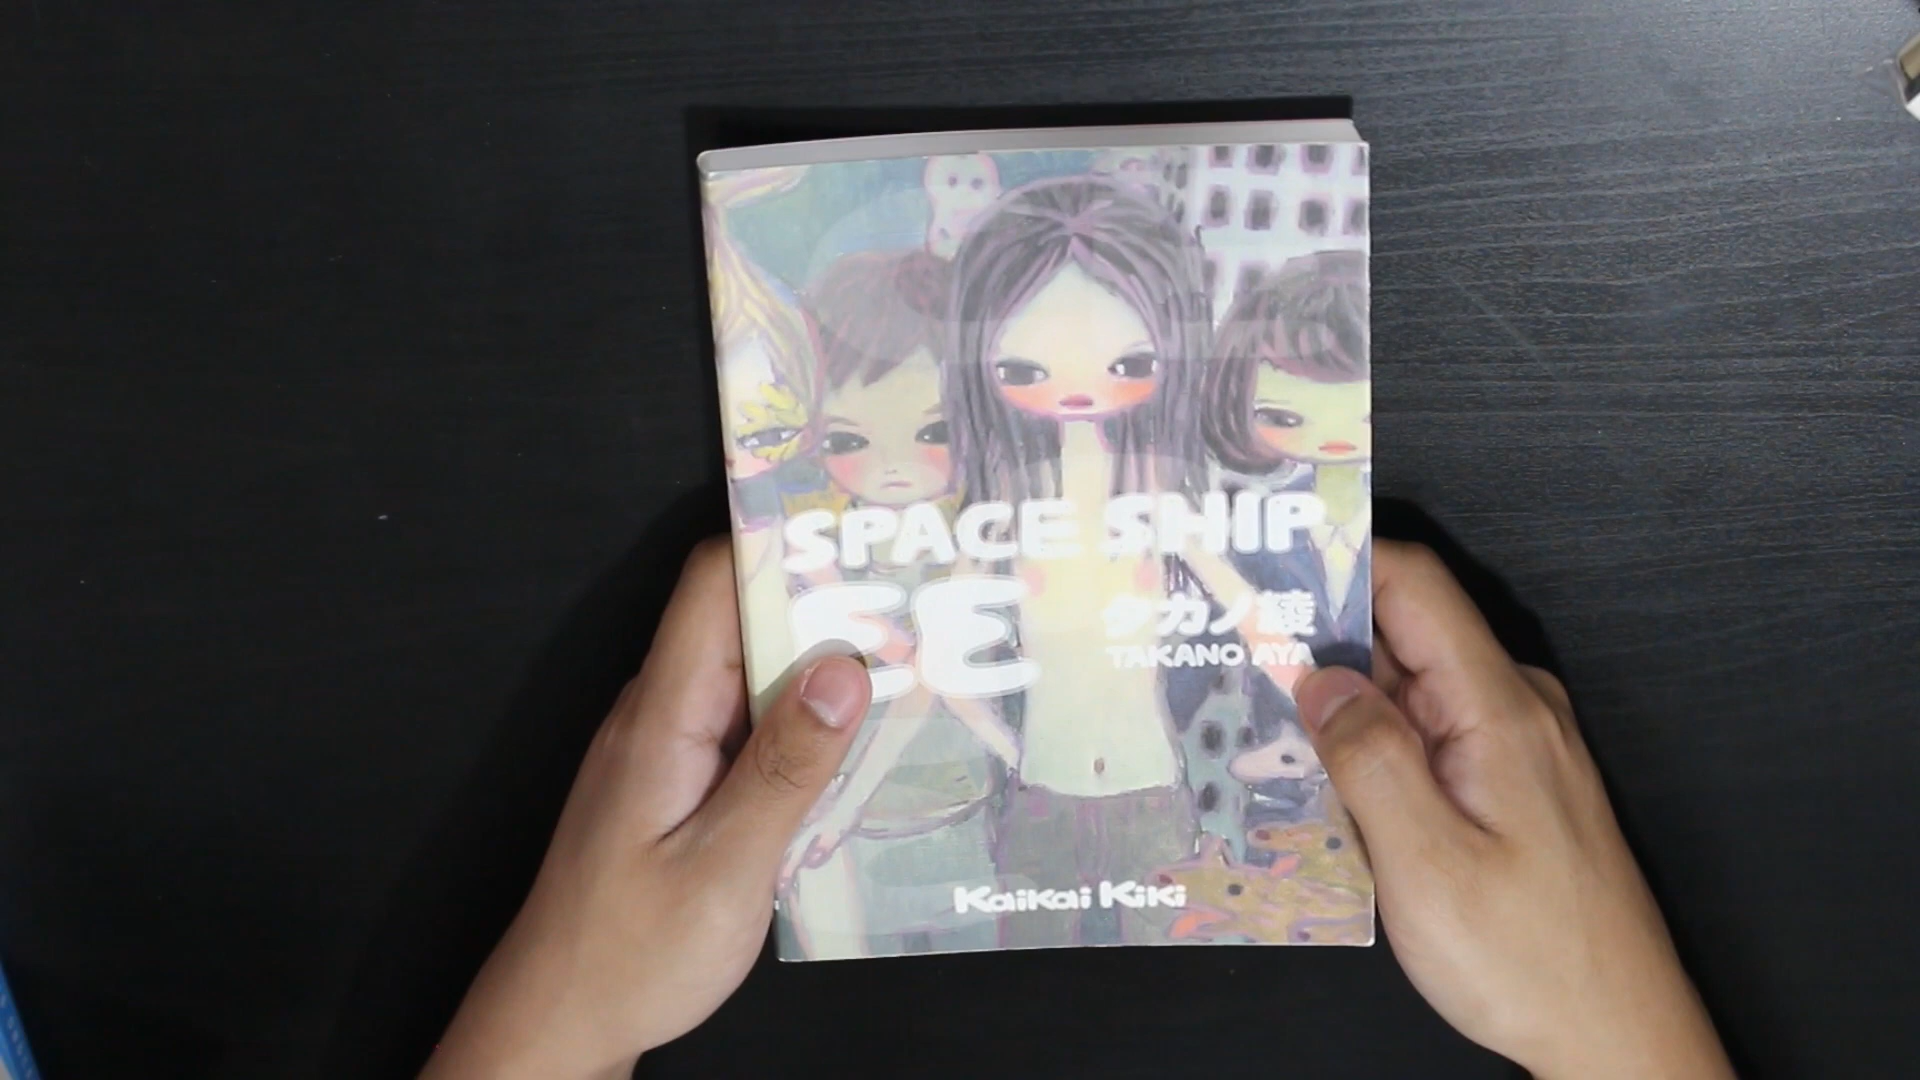 SPACE SHIP
EE
タカノ綾
TAKANO AYA
KaiKai KiKi